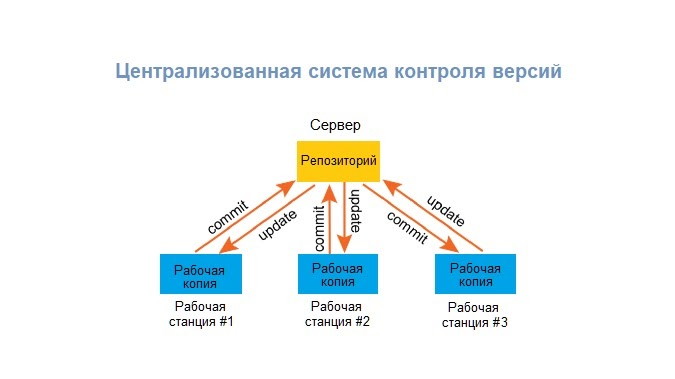 Централизованная система контроля версий
Сервер
Репозиторий
commit
update
commit
update
commit
update
Рабочая
копия
Рабочая
копия
Рабочая
копия
Рабочая
станция #1
Рабочая
станция #2
Рабочая
станция #3